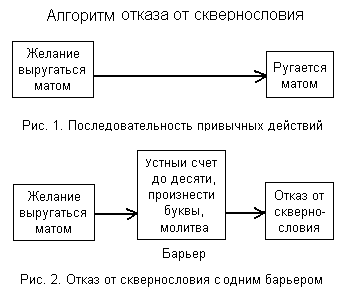 Алгоритм отказа от сквернословия
Желание
выругаться
матом
Ругается
матом
Рис. 1. Последовательность привычных действий
Желание
выругаться
матом
Устный счет
до десяти,
произнести
буквы,
молитва
Барьер
Отказ от
скверно-
словия
Рис. 2. Отказ от сквернословия с одним барьером